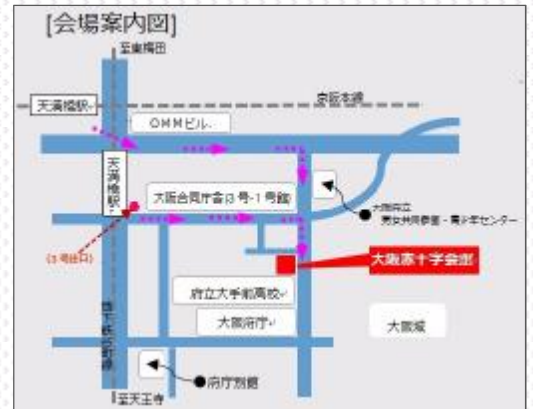 [会場案内図]
至東梅田
京阪本線
天満橋駅
OMMビル
天満橋駅
大阪合同庁舎(3号・1号館)
大阪府立
男女共同参画・青少年センター
(3号出口)
大阪赤十字会館
府立大手前高校
大阪府庁
大阪城
地下鉄谷町線
府庁別館
至天王寺